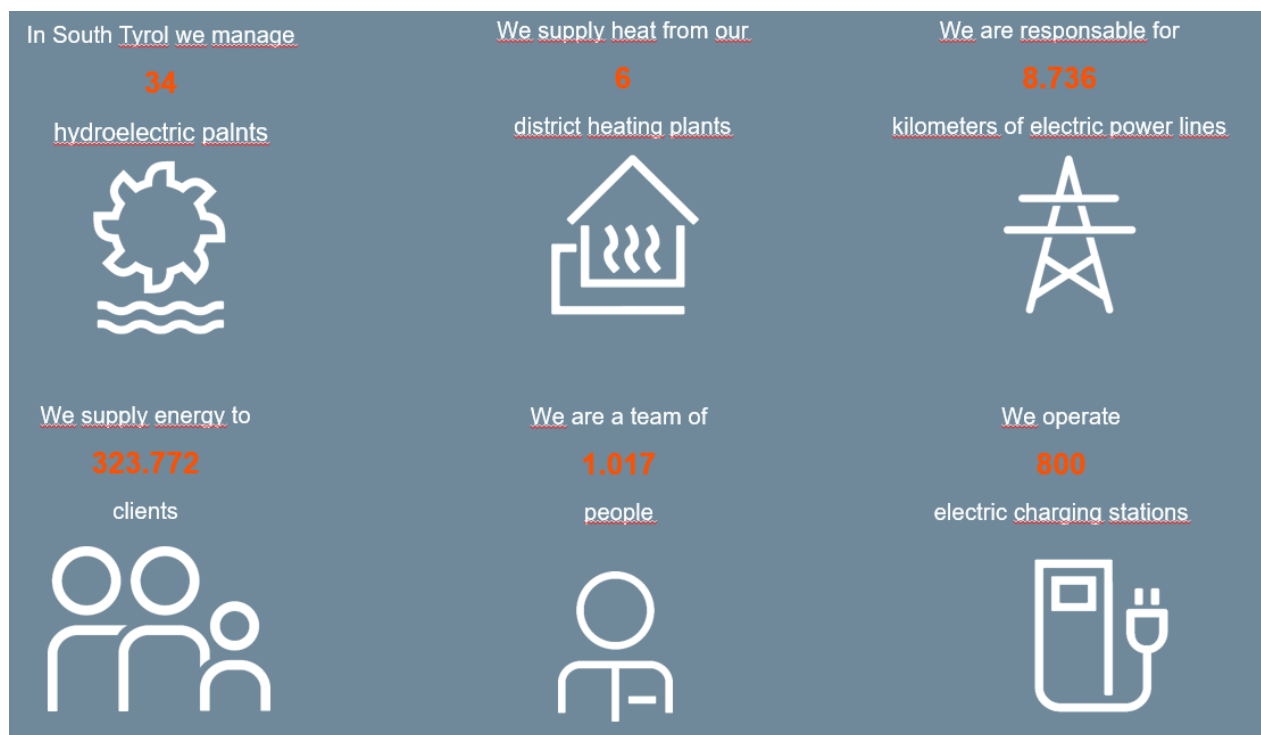 In South Tyrol we manage
34
hydroelectric palnts
We supply heat from our
6
district heating plants
We are responsable for
8.736
kilometers of electric power lines
We supply energy to
323.772
clients
We are a team of
1.017
people
We operate
800
electric charging stations